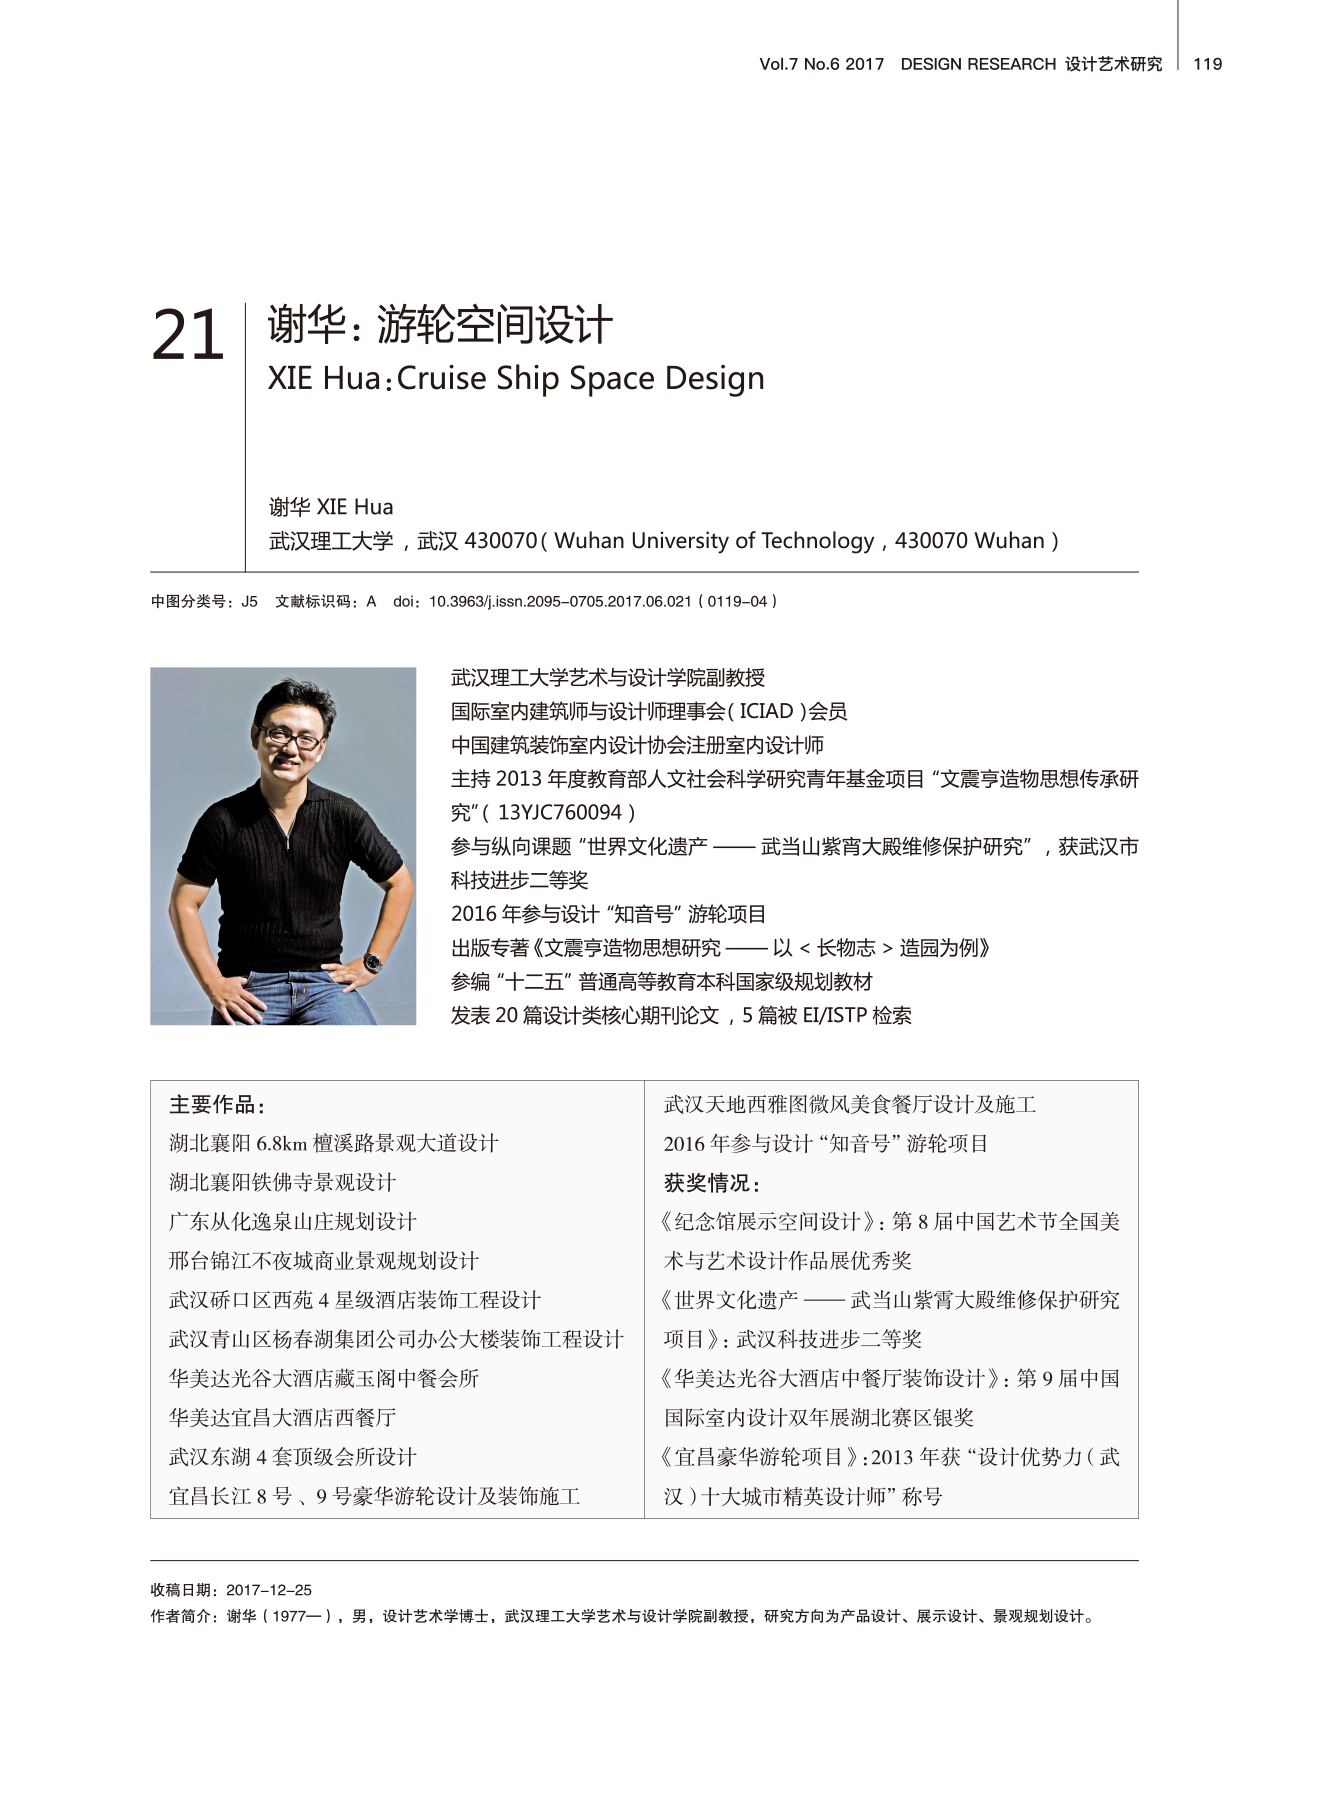 Vol.7 No.6 2017 DESIGN RESEARCH 设计艺术研究 119
21
谢华：游轮空间设计
XIE Hua:Cruise Ship Space Design
谢华 XIE Hua
武汉理工大学，武汉 430070（Wuhan University of Technology，430070 Wuhan）
中图分类号：J5 文献标识码：A doi：10.3963/j.issn.2095-0705.2017.06.021（0119-04）
武汉理工大学艺术与设计学院副教授
国际室内建筑师与设计师理事会（ICIAD）会员
中国建筑装饰室内设计协会注册室内设计师
主持 2013 年度教育部人文社会科学研究青年基金项目“文震亨造物思想传承研
究”（13YJC760094）
参与纵向课题“世界文化遗产——武当山紫霄大殿维修保护研究”，获武汉市
科技进步二等奖
2016 年参与设计“知音号”游轮项目
出版专著《文震亨造物思想研究——以 < 长物志 > 造园为例》
参编“十二五”普通高等教育本科国家级规划教材
发表 20 篇设计类核心期刊论文，5 篇被 EI/ISTP 检索
主要作品：
湖北襄阳 6.8km 檀溪路景观大道设计
湖北襄阳铁佛寺景观设计
广东从化逸泉山庄规划设计
邢台锦江不夜城商业景观规划设计
武汉硚口区西苑 4 星级酒店装饰工程设计
武汉青山区杨春湖集团公司办公大楼装饰工程设计
华美达光谷大酒店藏玉阁中餐会所
华美达宜昌大酒店西餐厅
武汉东湖 4 套顶级会所设计
宜昌长江 8 号、9 号豪华游轮设计及装饰施工
武汉天地西雅图微风美食餐厅设计及施工
2016 年参与设计“知音号”游轮项目
获奖情况：
《纪念馆展示空间设计》：第 8 届中国艺术节全国美
术与艺术设计作品展优秀奖
《世界文化遗产——武当山紫霄大殿维修保护研究
项目》：武汉科技进步二等奖
《华美达光谷大酒店中餐厅装饰设计》：第 9 届中国
国际室内设计双年展湖北赛区银奖
《宜昌豪华游轮项目》：2013 年获“设计优势力（武
汉）十大城市精英设计师”称号
收稿日期：2017-12-25
作者简介：谢华（1977—），男，设计艺术学博士，武汉理工大学艺术与设计学院副教授，研究方向为产品设计、展示设计、景观规划设计。